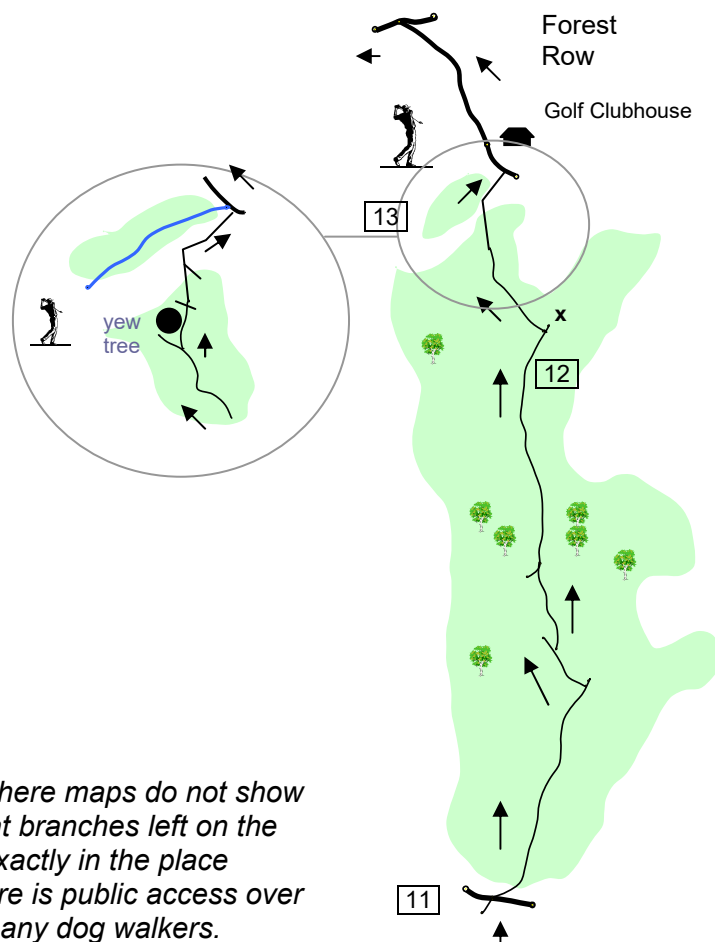 Forest
Row
Golf Clubhouse
13
yew
tree
x
12
here maps do not show
t branches left on the
xactly in the place
re is public access over
any dog walkers.
11